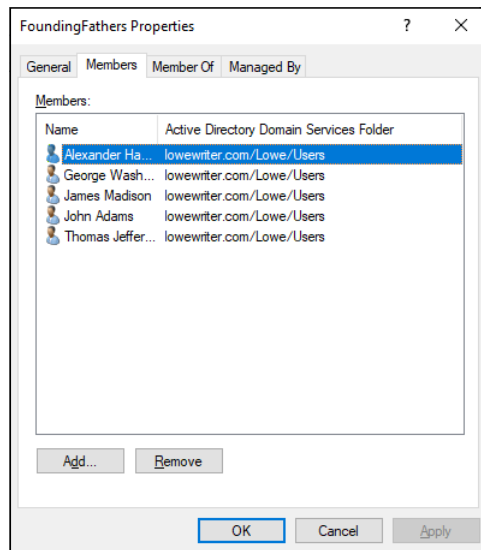 FoundingFathers Properties ? ×
General Members Member Of Managed By
Members:
Name Active Directory Domain Services Folder
Alexander Ha... lowewriter.com/Lowe/Users
George Wash... lowewriter.com/Lowe/Users
James Madison lowewriter.com/Lowe/Users
John Adams lowewriter.com/Lowe/Users
Thomas Jeffer... lowewriter.com/Lowe/Users
Add... Remove
OK Cancel Apply